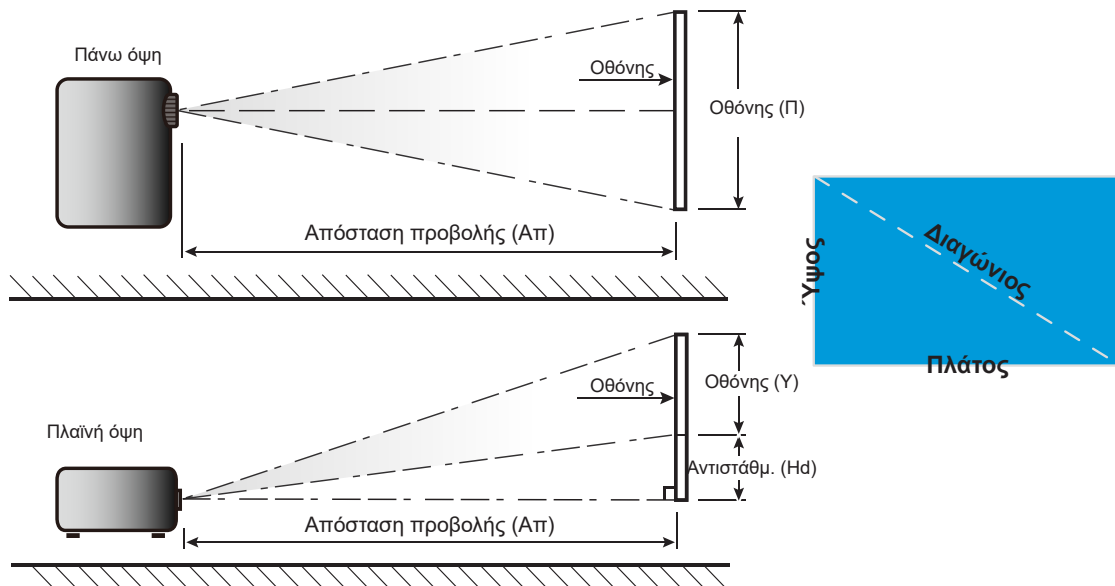 Πάνω όψη
Οθόνης
Οθόνης (Π)
Απόσταση προβολής (Απ)
Ύψος
Διαγώνιος
Πλάτος
Πλαϊνή όψη
Οθόνης
Οθόνης (Υ)
Αντιστάθμ. (Hd)
Απόσταση προβολής (Απ)